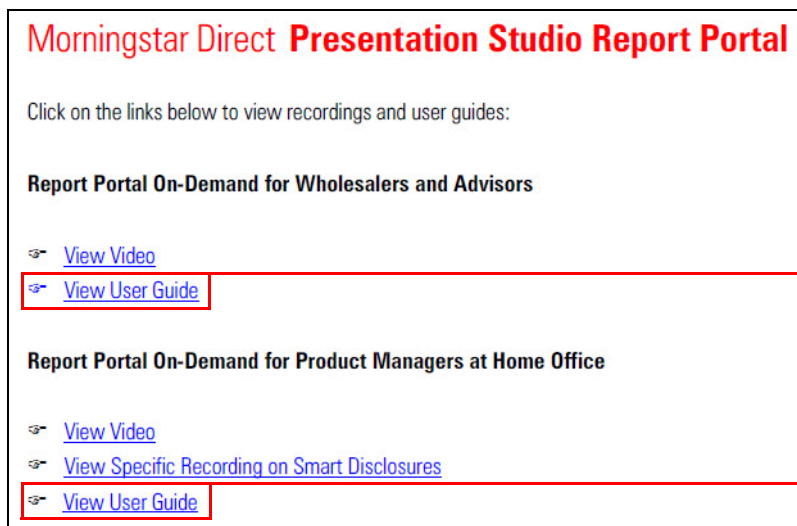 Morningstar Direct Presentation Studio Report Portal
Click on the links below to view recordings and user guides:
Report Portal On-Demand for Wholesalers and Advisors
View Video
View User Guide
Report Portal On-Demand for Product Managers at Home Office
View Video
View Specific Recording on Smart Disclosures
View User Guide